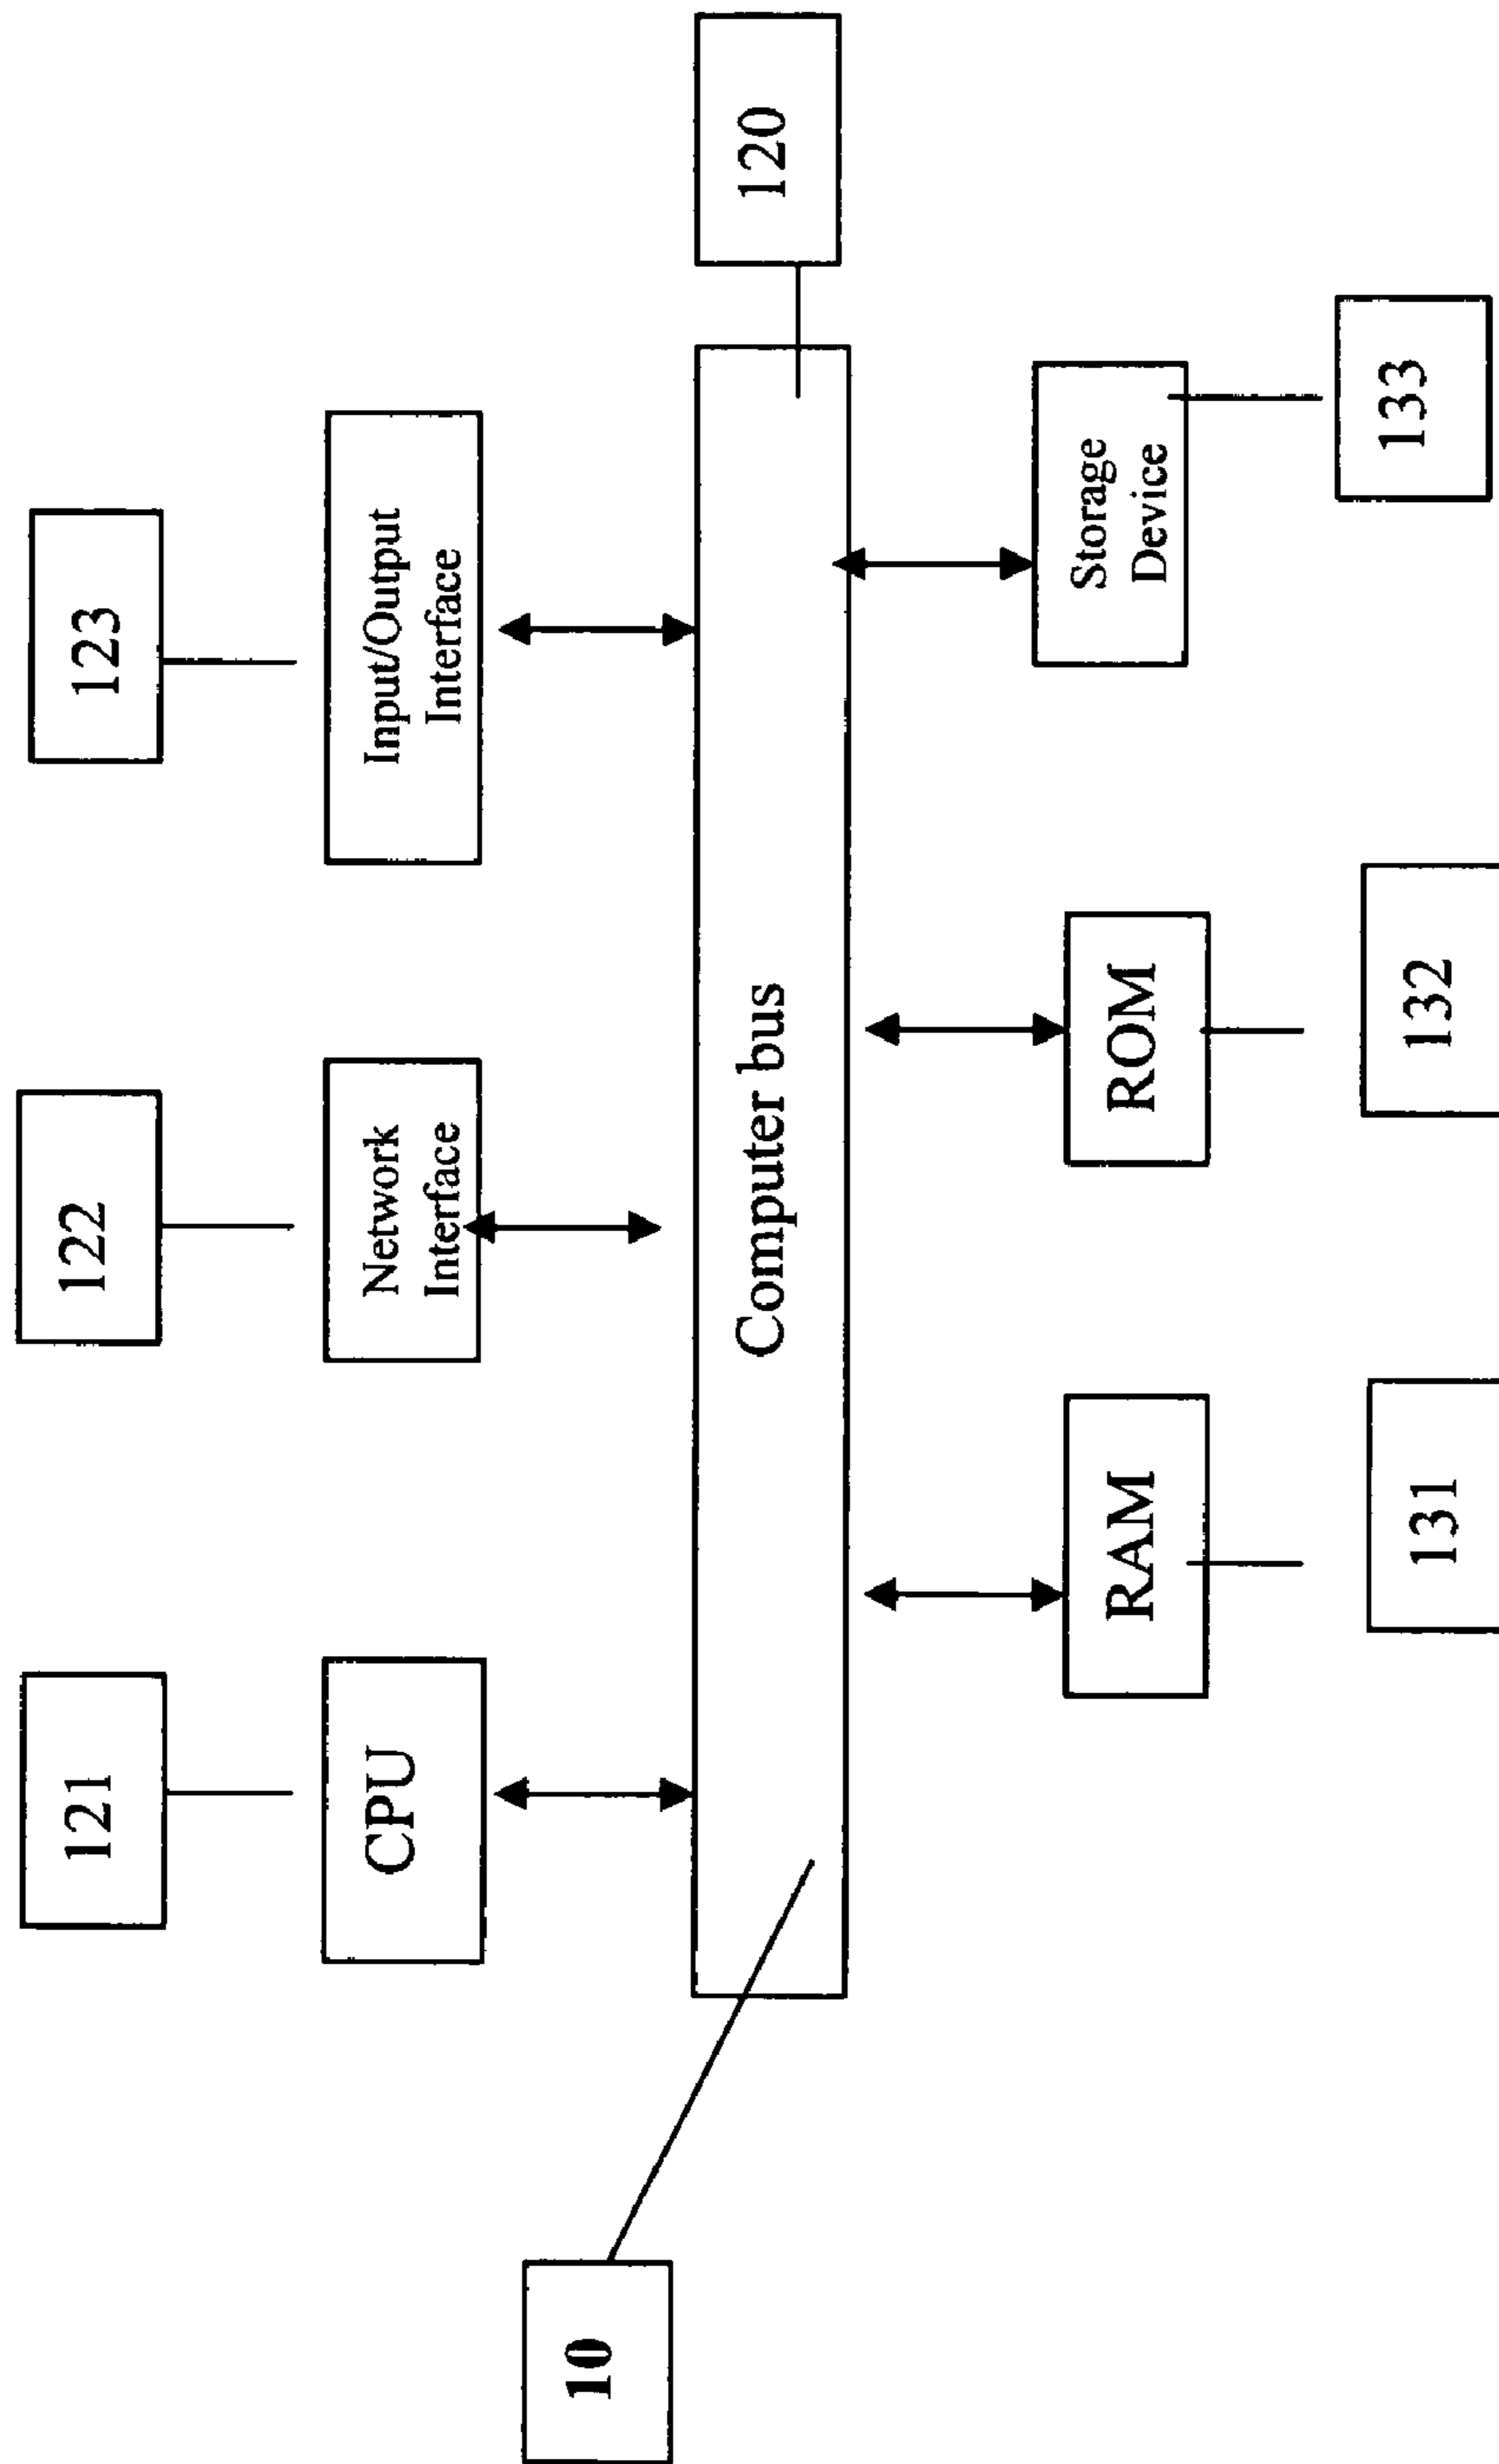 121
122
123
CPU
Network
Interface
Input/Output
Interface
10
Computer bus
120
RAM
ROM
Storage
Device
131
132
133